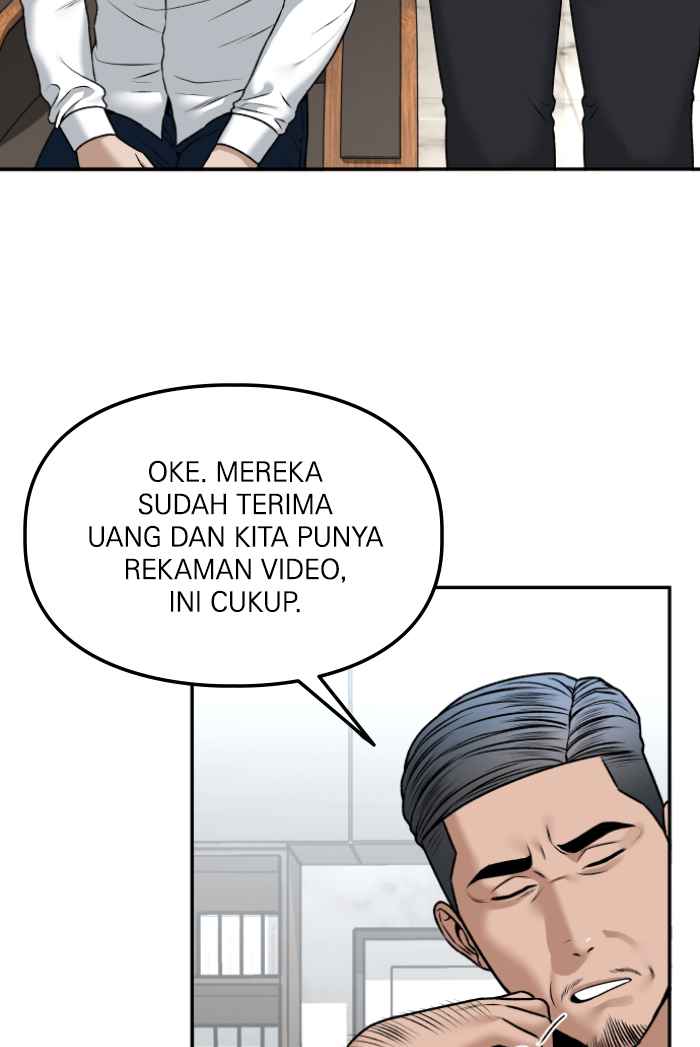 OKE. MEREKA
SUDAH TERIMA
UANG DAN KITA PUNYA
REKAMAN VIDEO,
INI CUKUP.